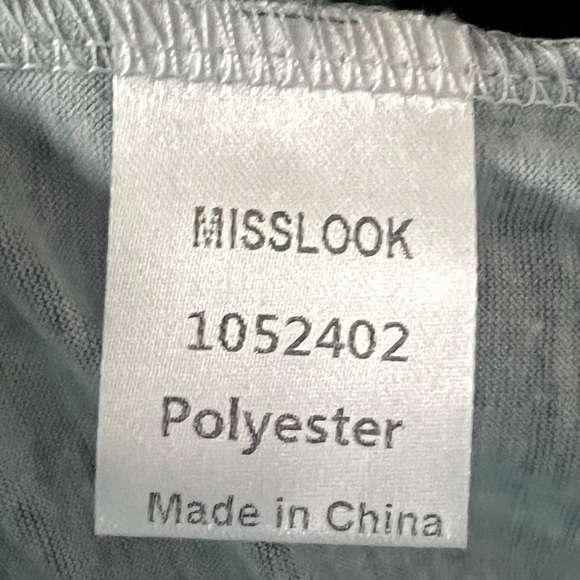 MISSLOOK
1052402
Polyester
Made in China